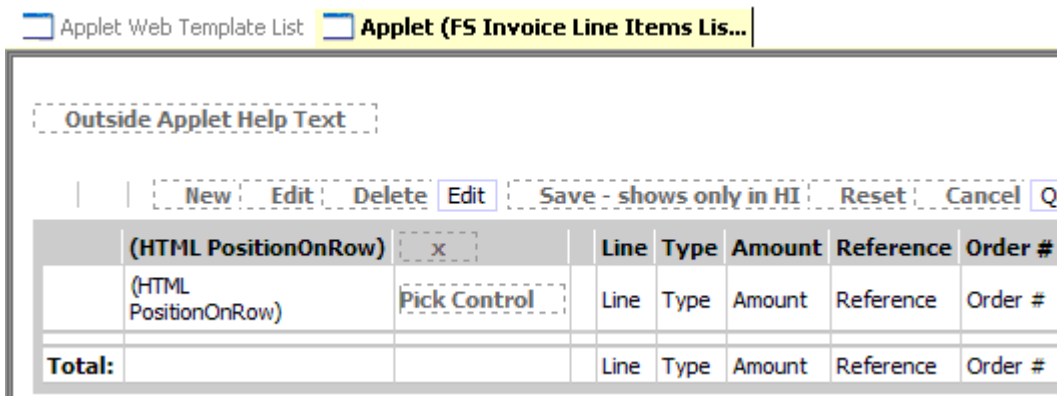 Applet Web Template List Applet (FS Invoice Line Items Lis...
Outside Applet Help Text
New Edit Delete Edit Save - shows only in HI Reset Cancel Q
(HTML PositionOnRow) x Line Type Amount Reference Order #
(HTML
PositionOnRow) Pick Control Line Type Amount Reference Order #
Total: Line Type Amount Reference Order #